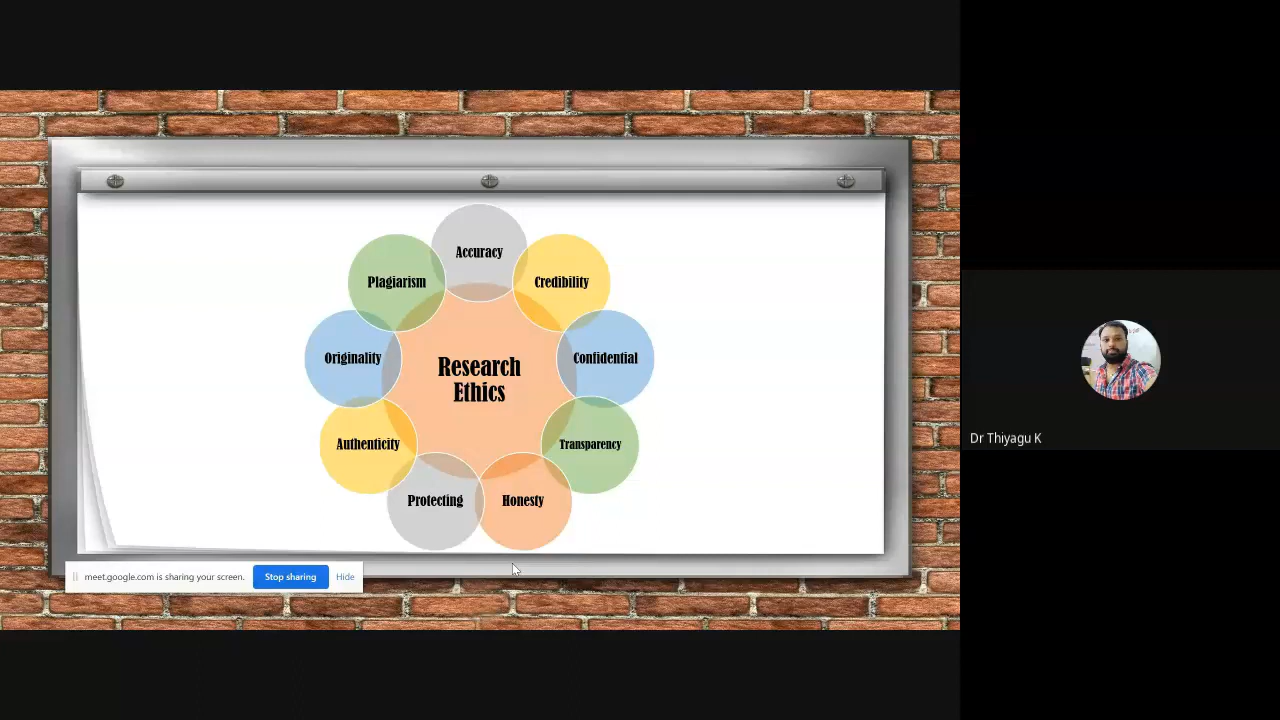 Accuracy
Plagiarism
Credibility
Originality
Confidential
Research
Ethics
Authenticity
Transparency
Protecting
Honesty
Dr Thiyagu K
meet.google.com is sharing your screen.
Stop sharing
Hide